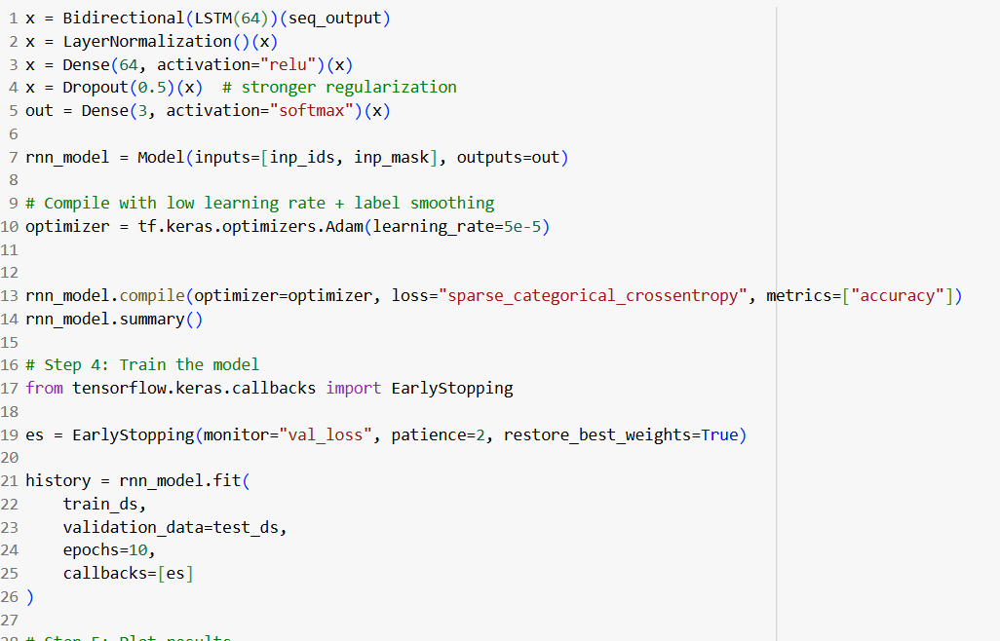 1 x = Bidirectional(LSTM(64))(seq_output)
2 x = LayerNormalization()(x)
3 x = Dense(64, activation="relu")(x)
4 x = Dropout(0.5)(x)  # stronger regularization
5 out = Dense(3, activation="softmax")(x)
6
7 rnn_model = Model(inputs=[inp_ids, inp_mask], outputs=out)
8
9 # Compile with low learning rate + label smoothing
10 optimizer = tf.keras.optimizers.Adam(learning_rate=5e-5)
11
12
13 rnn_model.compile(optimizer=optimizer, loss="sparse_categorical_crossentropy", metrics=["accuracy"])
14 rnn_model.summary()
15
16 # Step 4: Train the model
17 from tensorflow.keras.callbacks import EarlyStopping
18
19 es = EarlyStopping(monitor="val_loss", patience=2, restore_best_weights=True)
20
21 history = rnn_model.fit(
22     train_ds,
23     validation_data=test_ds,
24     epochs=10,
25     callbacks=[es]
26 )
27
28 # Step 5: Plot results